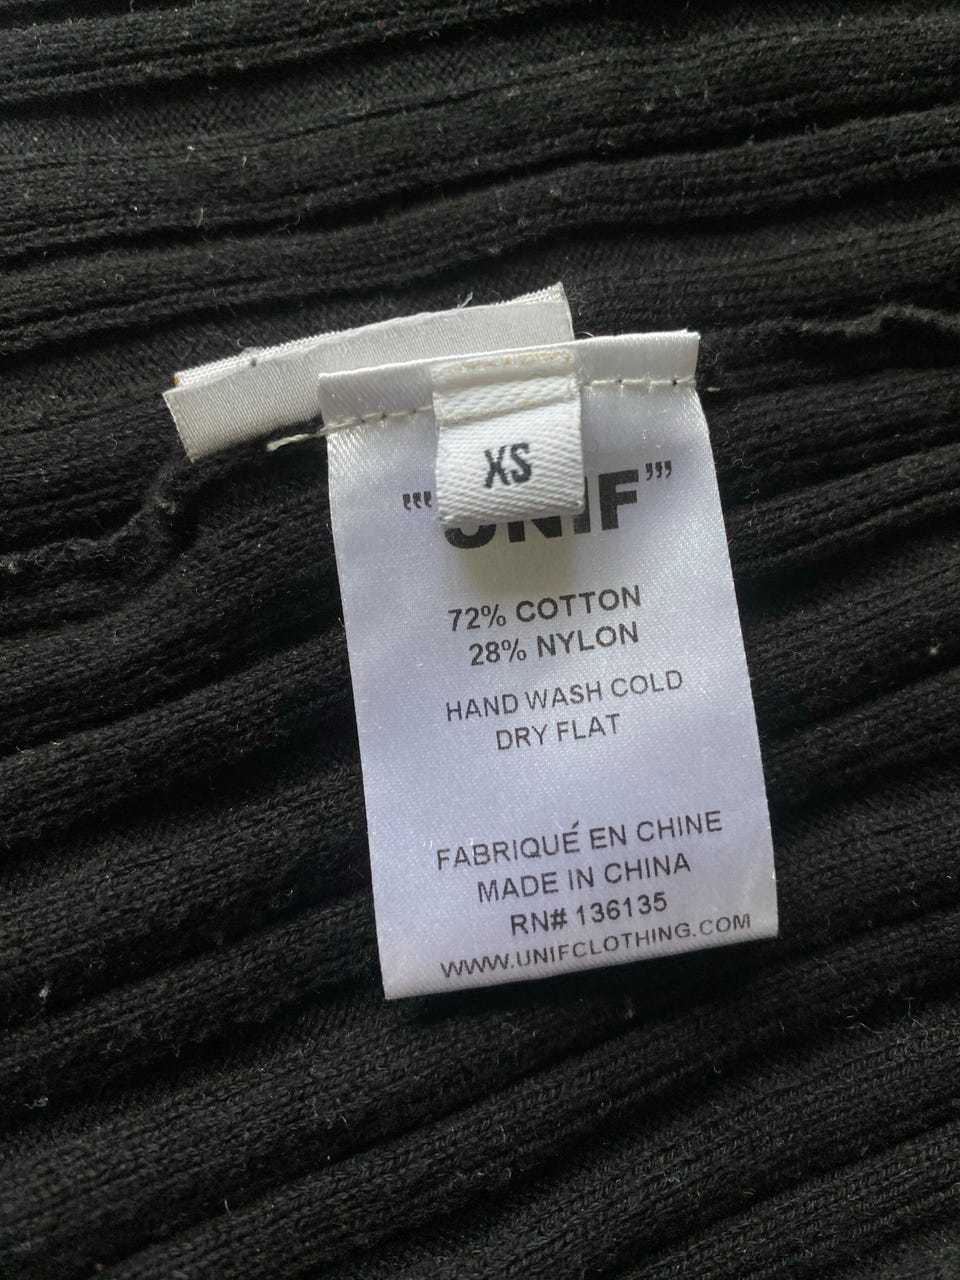 XS
"""UNIF"""
72% COTTON
28% NYLON
HAND WASH COLD
DRY FLAT
FABRIQUÉ EN CHINE
MADE IN CHINA
RN# 136135
WWW.UNIFCLOTHING.COM